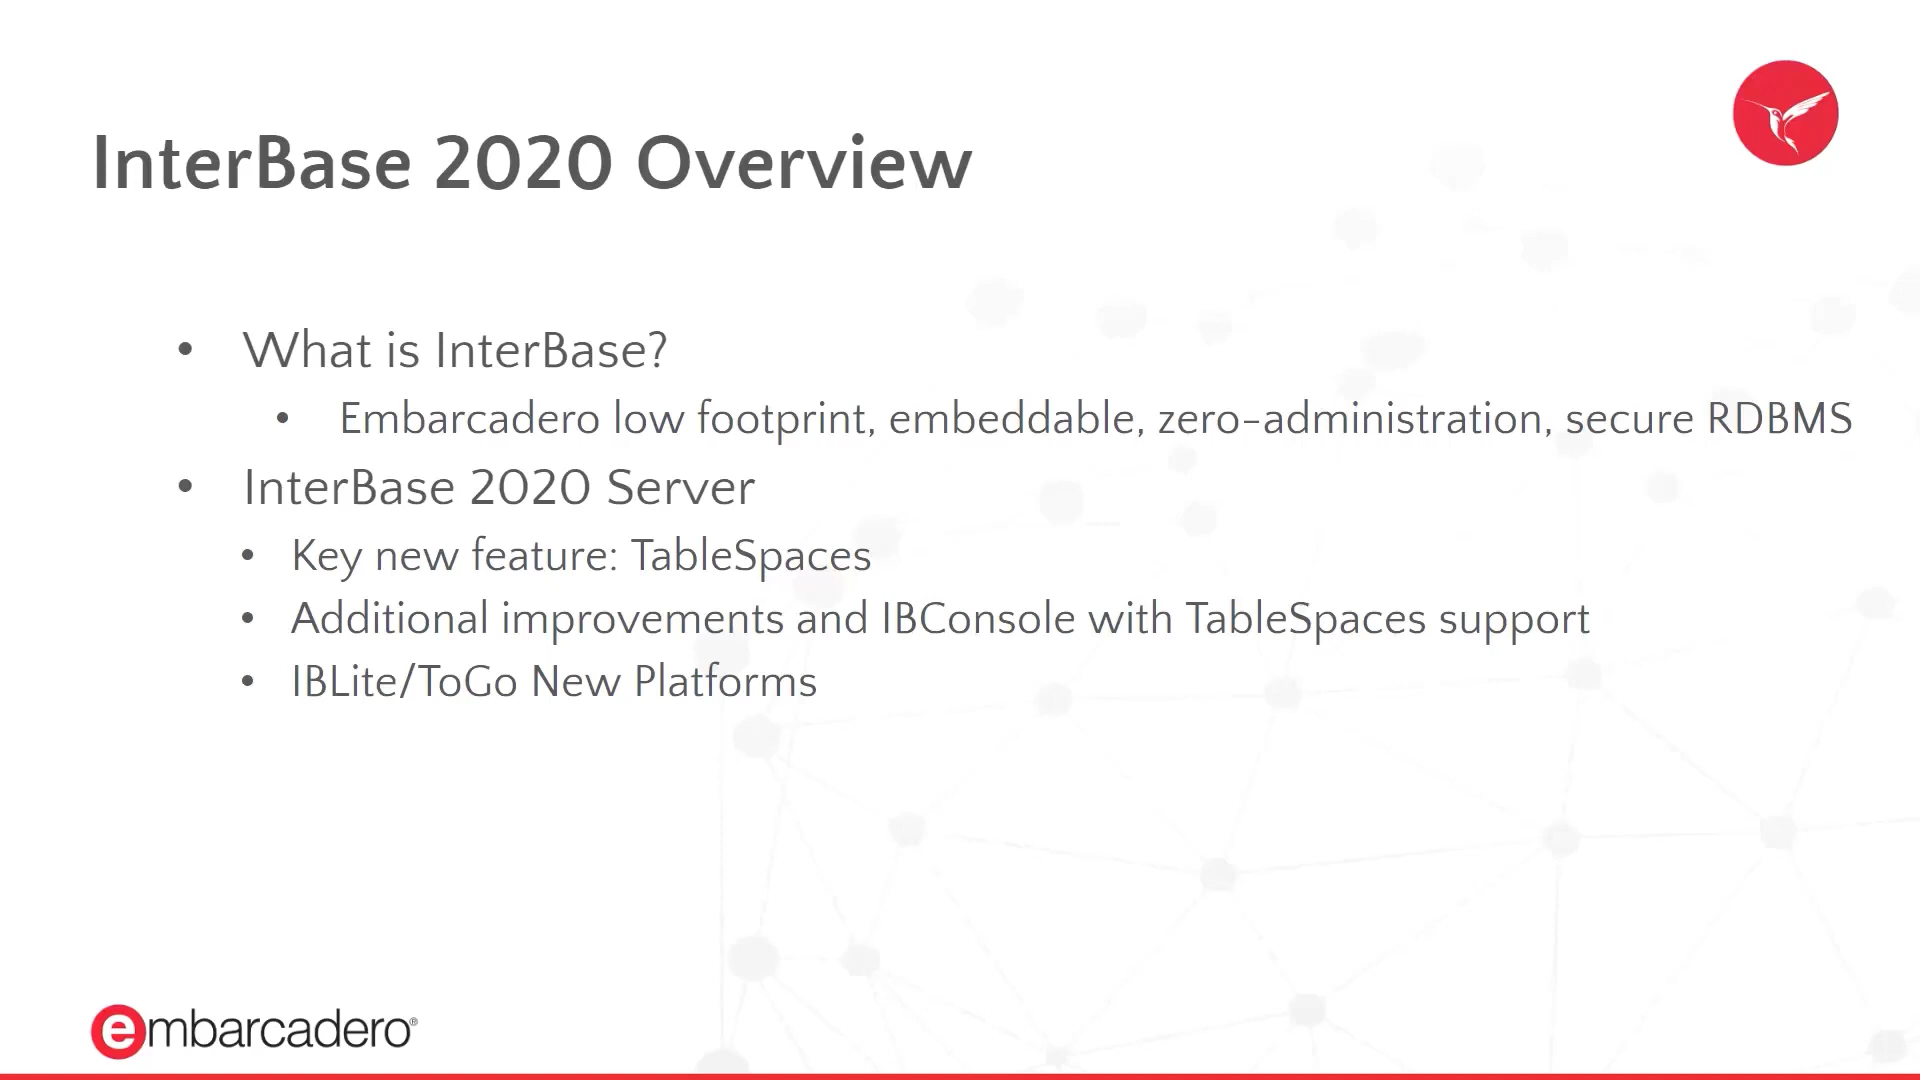 InterBase 2020 Overview
• What is InterBase?
• Embarcadero low footprint, embeddable, zero-administration, secure RDBMS
• InterBase 2020 Server
• Key new feature: TableSpaces
• Additional improvements and IBConsole with TableSpaces support
• IBLite/ToGo New Platforms
embarcadero®